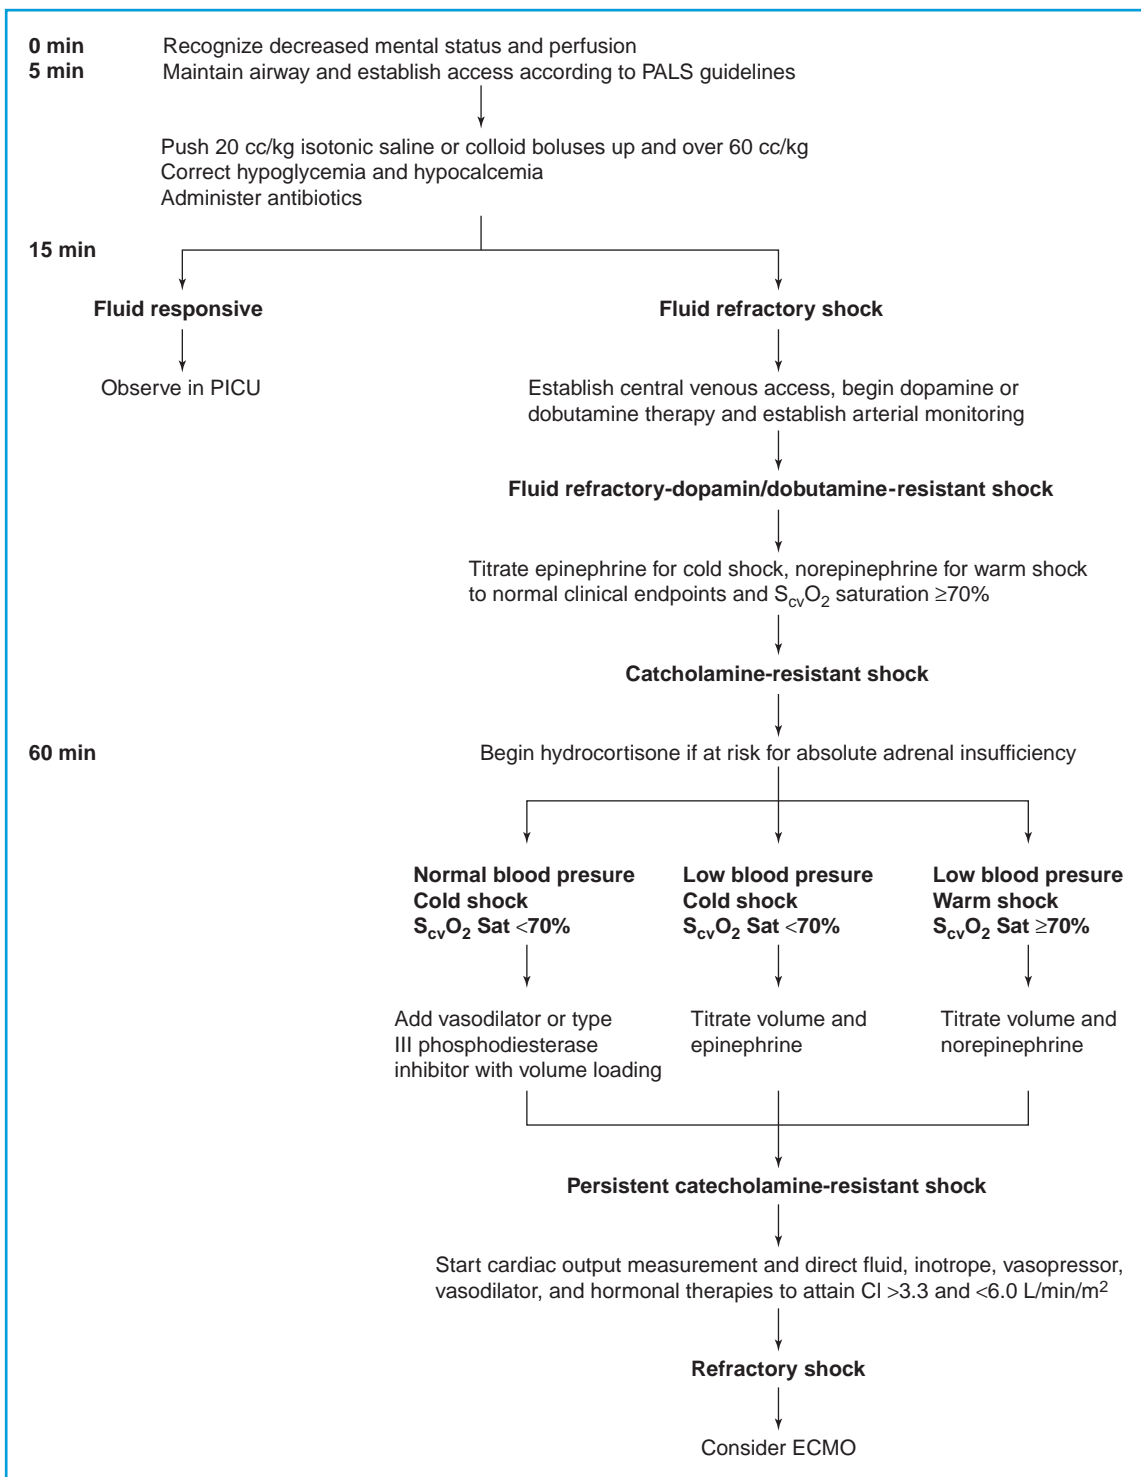 0 min Recognize decreased mental status and perfusion
5 min Maintain airway and establish access according to PALS guidelines
Push 20 cc/kg isotonic saline or colloid boluses up and over 60 cc/kg
Correct hypoglycemia and hypocalcemia
Administer antibiotics
15 min
Fluid responsive
Fluid refractory shock
Observe in PICU
Establish central venous access, begin dopamine or
dobutamine therapy and establish arterial monitoring
Fluid refractory-dopamin/dobutamine-resistant shock
Titrate epinephrine for cold shock, norepinephrine for warm shock
to normal clinical endpoints and ScvO2 saturation ≥70%
Catcholamine-resistant shock
60 min Begin hydrocortisone if at risk for absolute adrenal insufficiency
Normal blood presure
Cold shock
ScvO2 Sat <70%
Low blood presure
Cold shock
ScvO2 Sat <70%
Low blood presure
Warm shock
ScvO2 Sat ≥70%
Add vasodilator or type
III phosphodiesterase
inhibitor with volume loading
Titrate volume and
epinephrine
Titrate volume and
norepinephrine
Persistent catecholamine-resistant shock
Start cardiac output measurement and direct fluid, inotrope, vasopressor,
vasodilator, and hormonal therapies to attain Cl >3.3 and <6.0 L/min/m2
Refractory shock
Consider ECMO